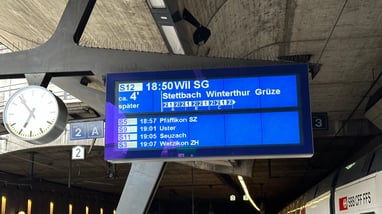 S12 18:50 Wil SG
ca. 4' Stettbach Winterthur Grüze
später
S5 18:57 Pfäffikon SZ
S9 19:01 Uster
S11 19:05 Seuzach
S3 19:07 Wetzikon ZH
2 A
2
3
SBB CFF FFS